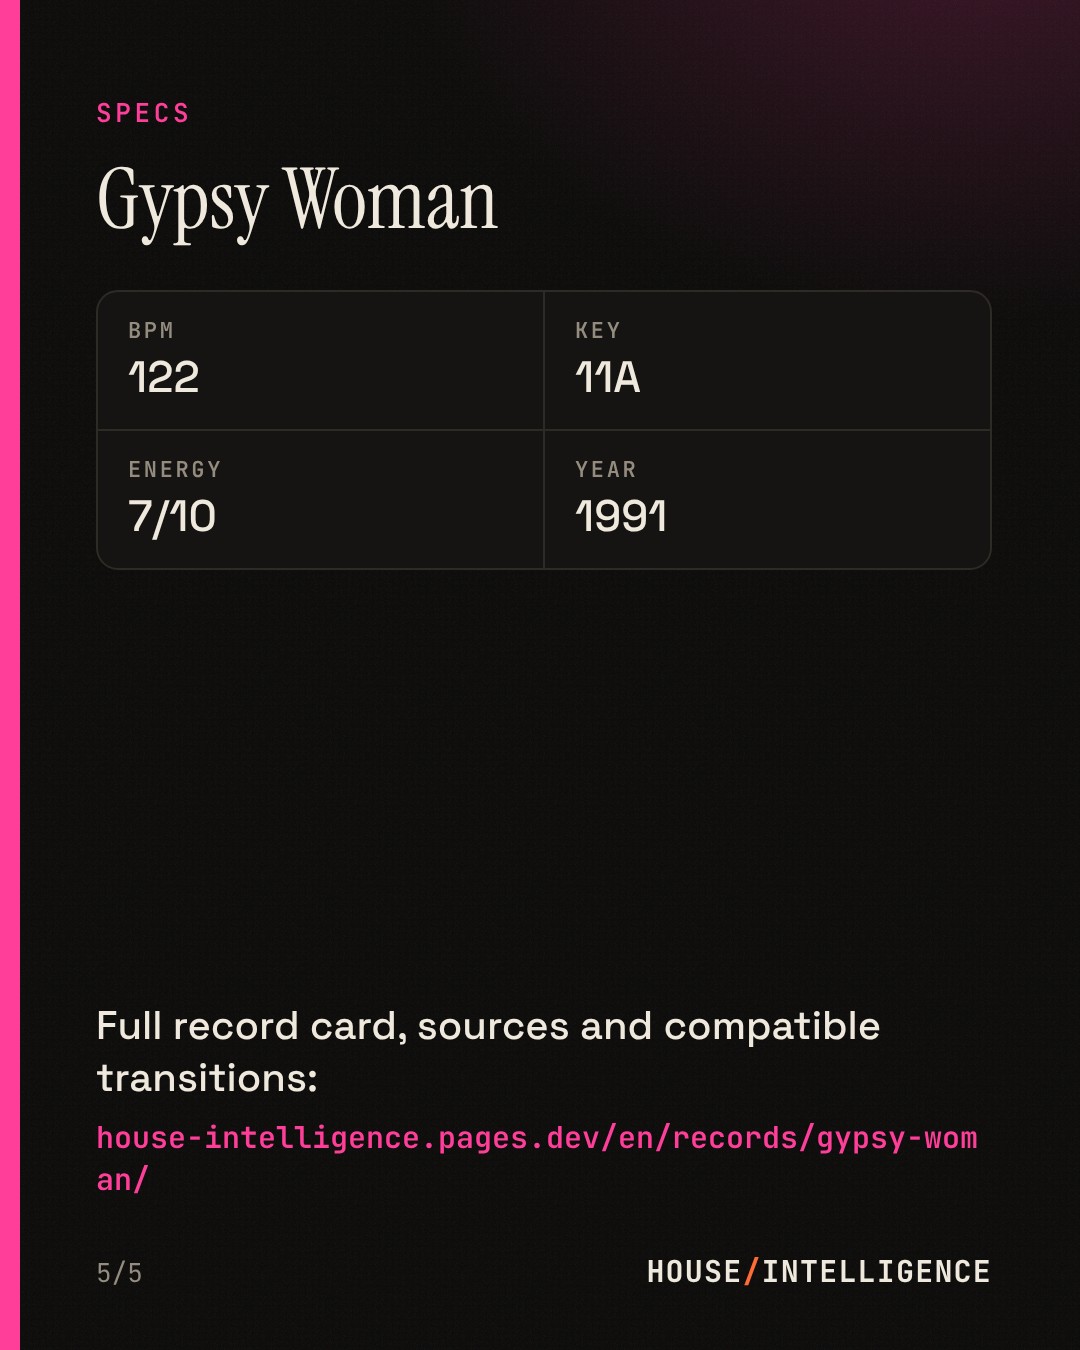 SPECS
Gypsy Woman
BPM
122
KEY
11A
ENERGY
7/10
YEAR
1991
Full record card, sources and compatible
transitions:
house-intelligence.pages.dev/en/records/gypsy-wom
an/
5/5
HOUSE/INTELLIGENCE